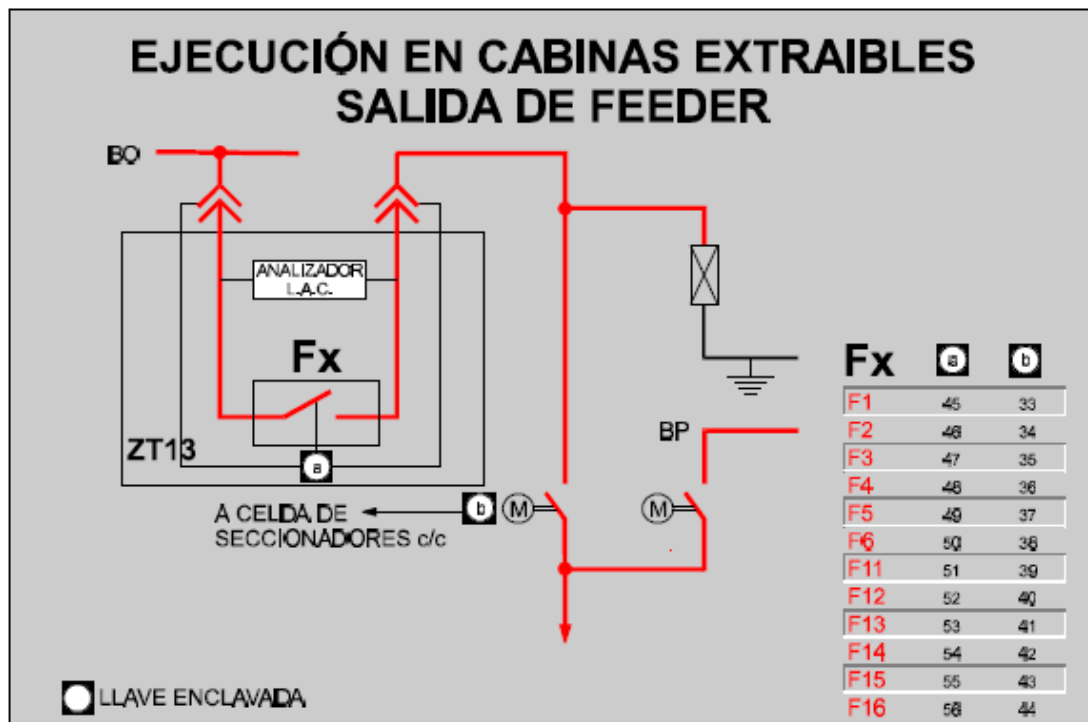 EJECUCIÓN EN CABINAS EXTRAIBLES
SALIDA DE FEEDER
BO
ANALIZADOR
L.A.C.
Fx
ZT13
a
A CELDA DE
SECCIONADORES c/c
b
M
BP
M
Fx a b
F1 45 33
F2 46 34
F3 47 35
F4 48 36
F5 49 37
F6 50 38
F11 51 39
F12 52 40
F13 53 41
F14 54 42
F15 55 43
F16 56 44
LLAVE ENCLAVADA